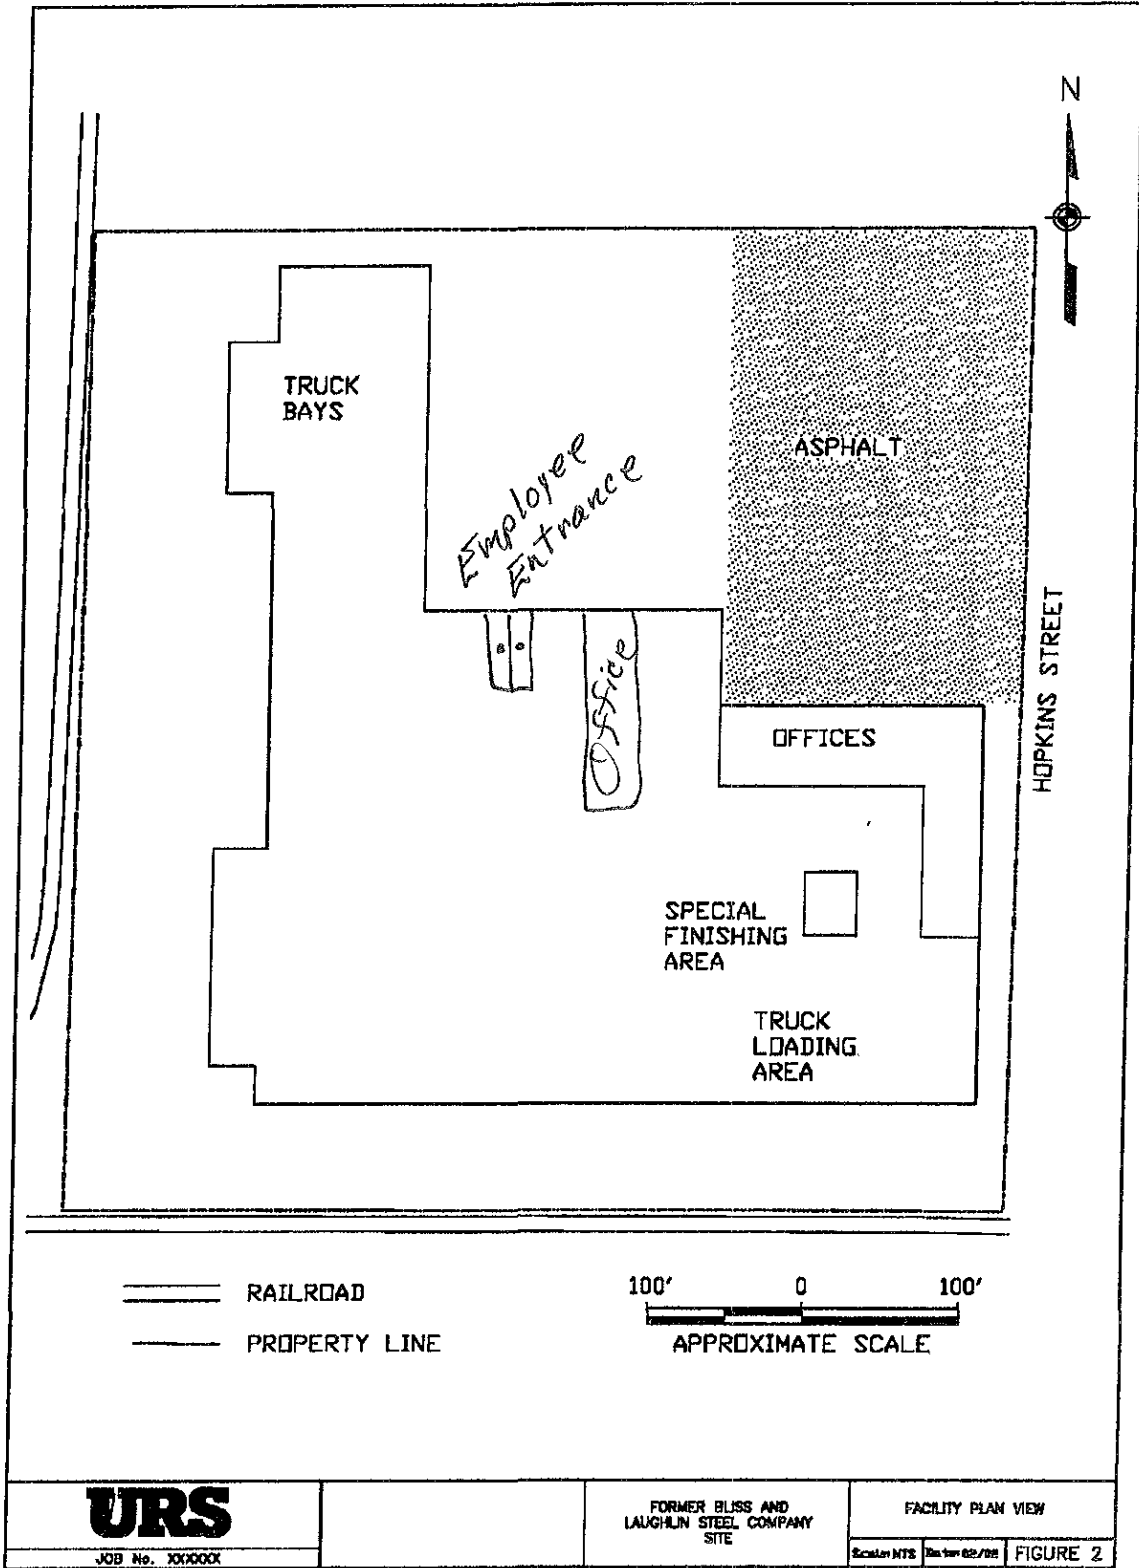 N
TRUCK
BAYS
ASPHALT
Employee
Entrance
Office
OFFICES
HOPKINS STREET
SPECIAL
FINISHING
AREA
TRUCK
LOADING
AREA
RAILROAD
PROPERTY LINE
100' 0 100'
APPROXIMATE SCALE
URS
JOB No. XXXXXX
FORMER BLISS AND
LAUGHLIN STEEL COMPANY
SITE
FACILITY PLAN VIEW
Scale: NTS
FIGURE 2